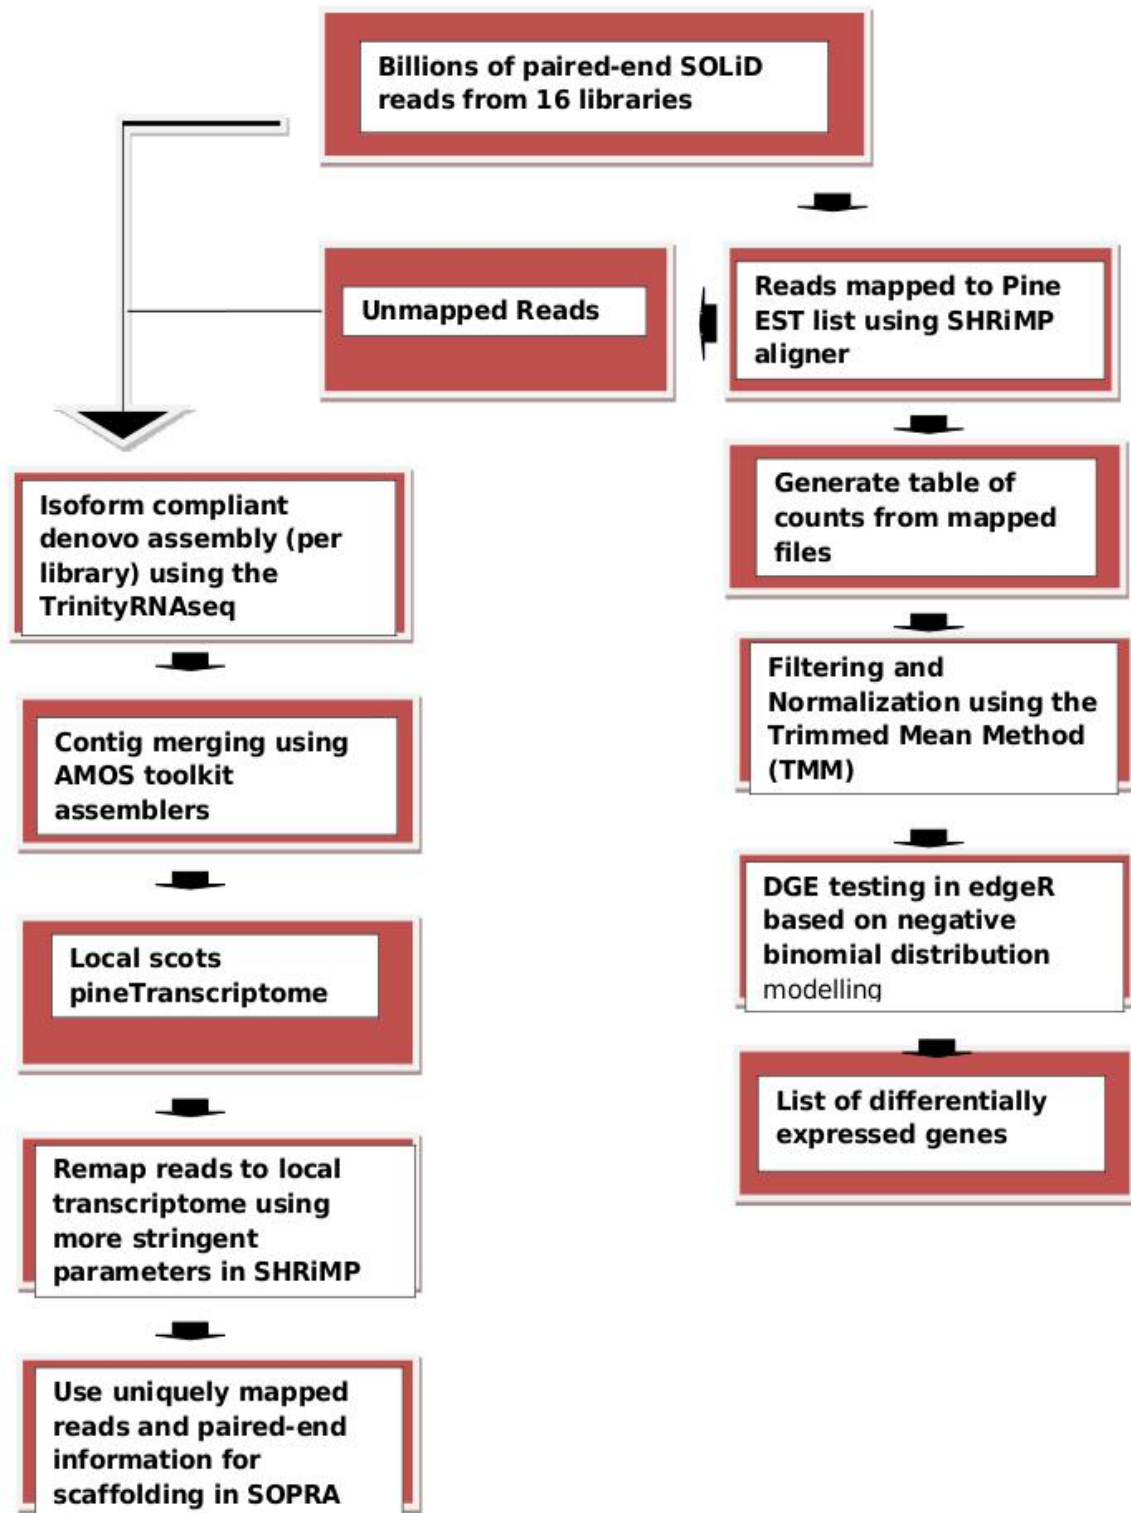 Billions of paired-end SOLiD
reads from 16 libraries
Unmapped Reads
Reads mapped to Pine
EST list using SHRiMP
aligner
Generate table of
counts from mapped
files
Filtering and
Normalization using the
Trimmed Mean Method
(TMM)
DGE testing in edgeR
based on negative
binomial distribution
modelling
List of differentially
expressed genes
Isoform compliant
denovo assembly (per
library) using the
TrinityRNAseq
Contig merging using
AMOS toolkit
assemblers
Local scots
pineTranscriptome
Remap reads to local
transcriptome using
more stringent
parameters in SHRiMP
Use uniquely mapped
reads and paired-end
information for
scaffolding in SOPRA